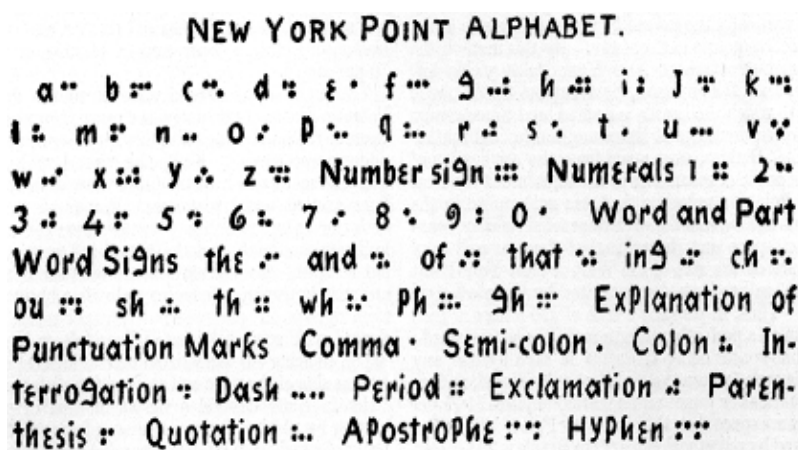 NEW YORK POINT ALPHABET.
a b c d e f g h i J k
l m n o p q r s t u v
w x y z Number sign Numerals 1 2
3 4 5 6 7 8 9 0 Word and Part
Word Signs the and of that ing ch
ou sh th wh Ph gh Explanation of
Punctuation Marks Comma Semi-colon Colon In-
terrogation Dash Period Exclamation Paren-
thesis Quotation Apostrophe Hyphen